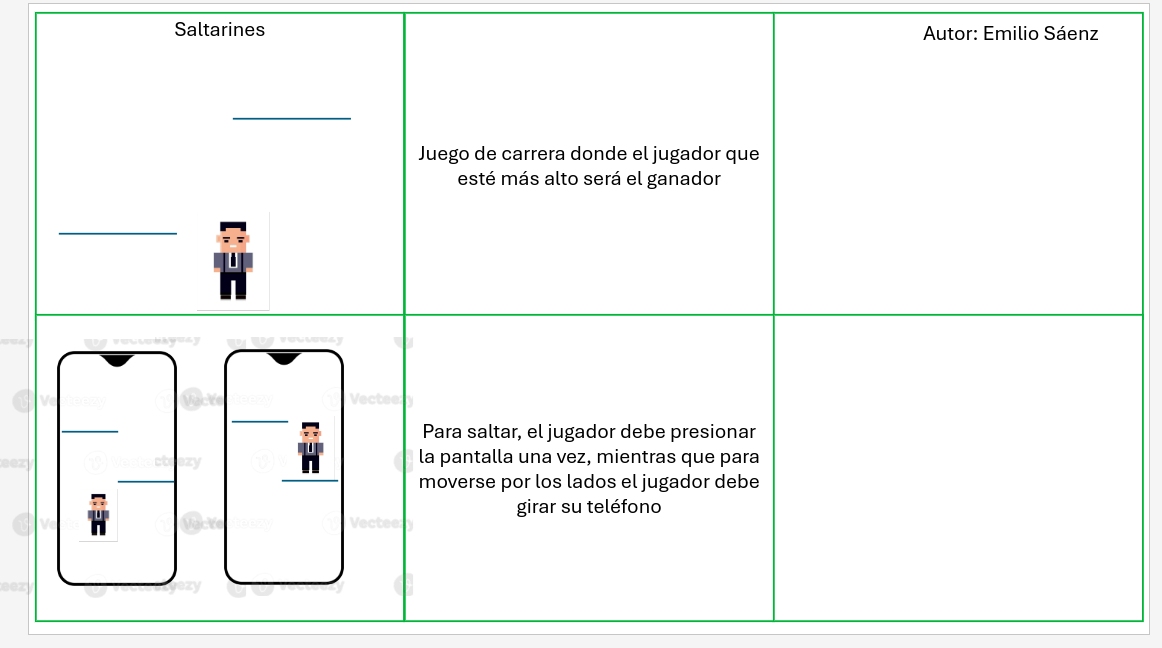 Saltarines
Autor: Emilio Sáenz
Juego de carrera donde el jugador que
esté más alto será el ganador
Para saltar, el jugador debe presionar
la pantalla una vez, mientras que para
moverse por los lados el jugador debe
girar su teléfono
Vecteezy
Vecteezy